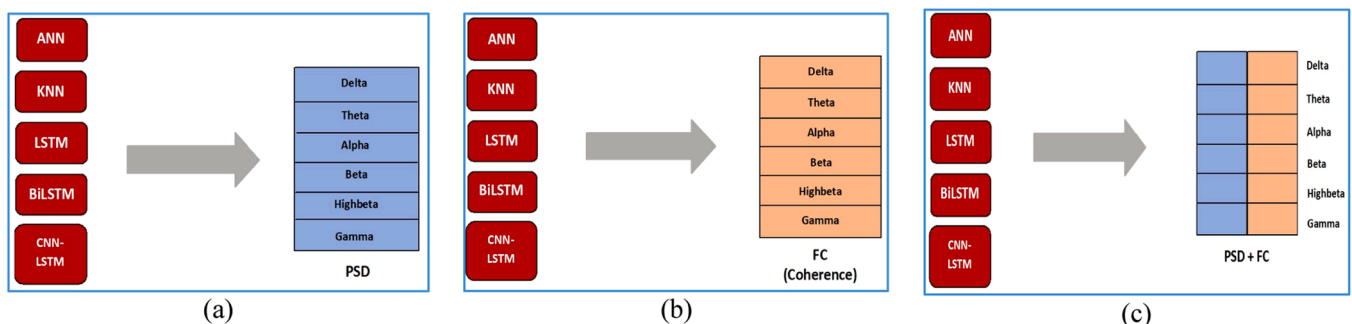 ANN
KNN
LSTM
BiLSTM
CNN-
LSTM
Delta
Theta
Alpha
Beta
Highbeta
Gamma
PSD
(a)
ANN
KNN
LSTM
BiLSTM
CNN-
LSTM
Delta
Theta
Alpha
Beta
Highbeta
Gamma
FC
(Coherence)
(b)
ANN
KNN
LSTM
BiLSTM
CNN-
LSTM
Delta
Theta
Alpha
Beta
Highbeta
Gamma
PSD + FC
(c)